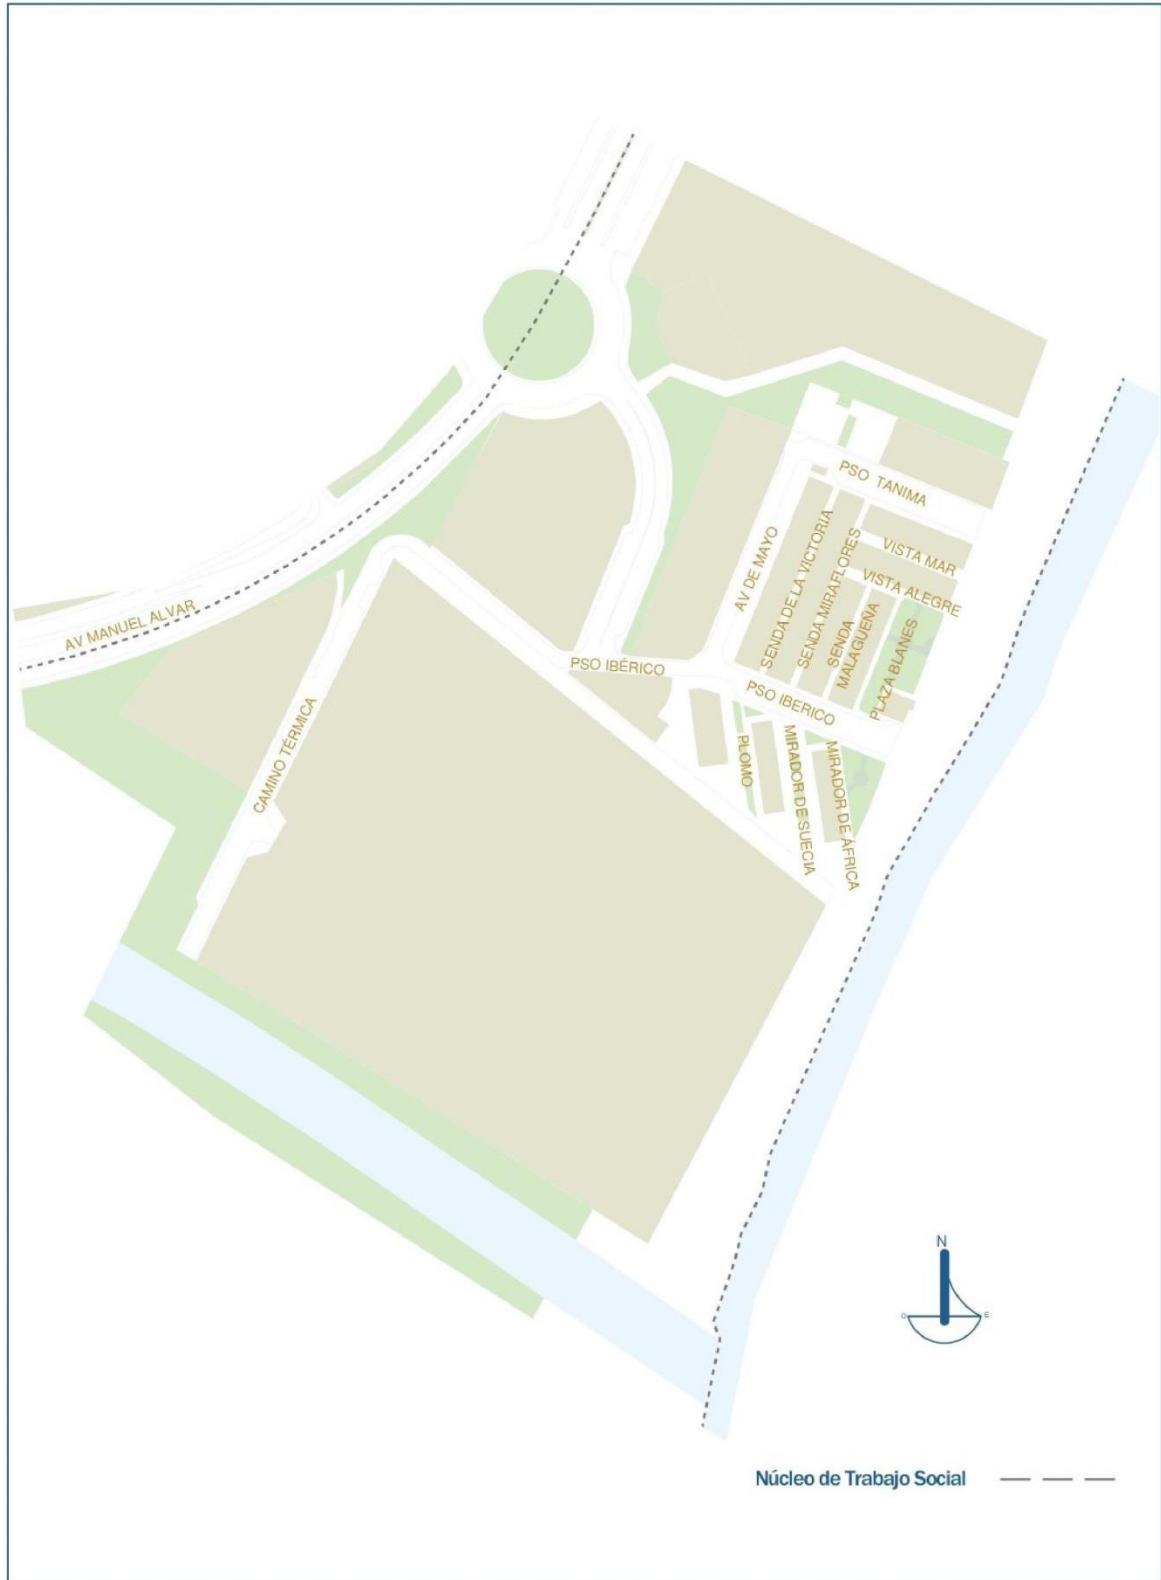 PSO TANIMA
VISTA MAR
VISTA ALEGRE
AV DE MAYO
SENDA DE LA VICTORIA
SENDA MIRAFLORES
SENDA
MALAGUEÑA
PLAZA BLANES
AV MANUEL ALVAR
PSO IBÉRICO
PSO IBERICO
CAMINO TÉRMICA
PLOMO
MIRADOR DE SUECIA
MIRADOR DE ÁFRICA
N
O
E
Núcleo de Trabajo Social